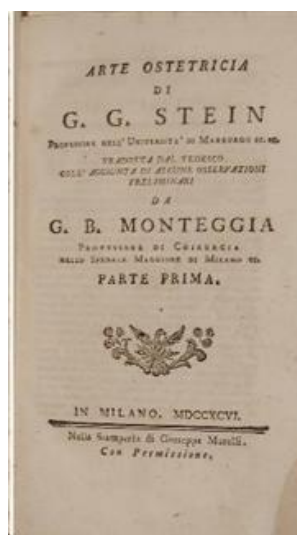 ARTE OSTETRICIA
DI
G. G. STEIN
PROFESSORE NELL' UNIVERSITA' DI MARBURGO ec. ec.
TRADOTTA DAL TEDESCO
COLL' AGGIUNTA DI ALCUNE OSSERVAZIONI
PRELIMINARI
DA
G. B. MONTEGGIA
PROFESSORE DI CHIRURGIA
NELLO SPEDALE MAGGIORE DI MILANO ec.
PARTE PRIMA.
IN MILANO. MDCCXCVI.
Nella Stamperia di Giuseppe Marelli.
Con Permissione.